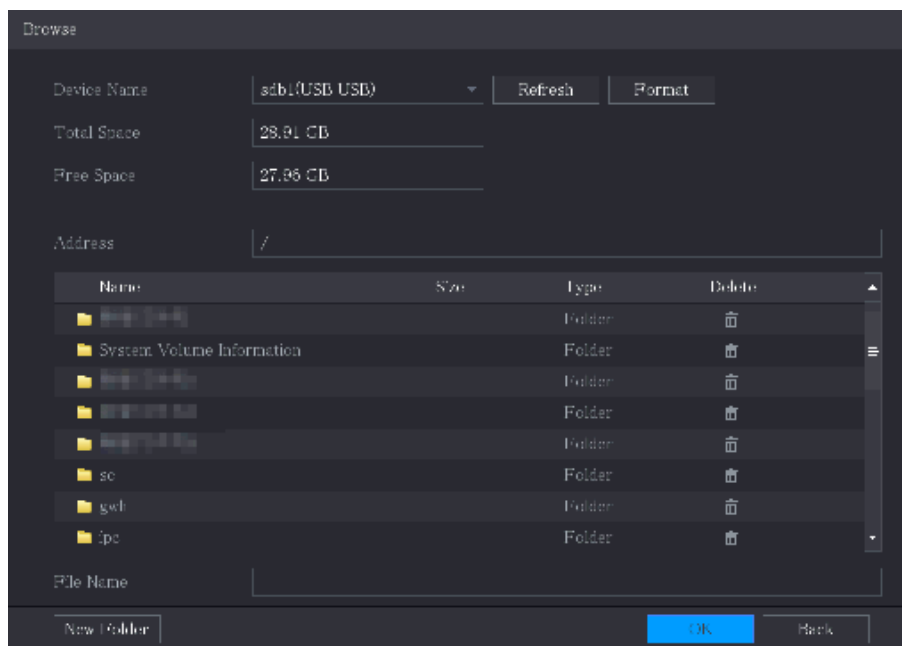 Browse
Device Name sdb1(USB USB) Refresh Format
Total Space 28.91 GB
Free Space 27.96 GB
Address /
Name Size Type Delete
Folder
System Volume Information Folder
Folder
Folder
Folder
sc Folder
gwh Folder
ipc Folder
File Name
New Folder OK Back